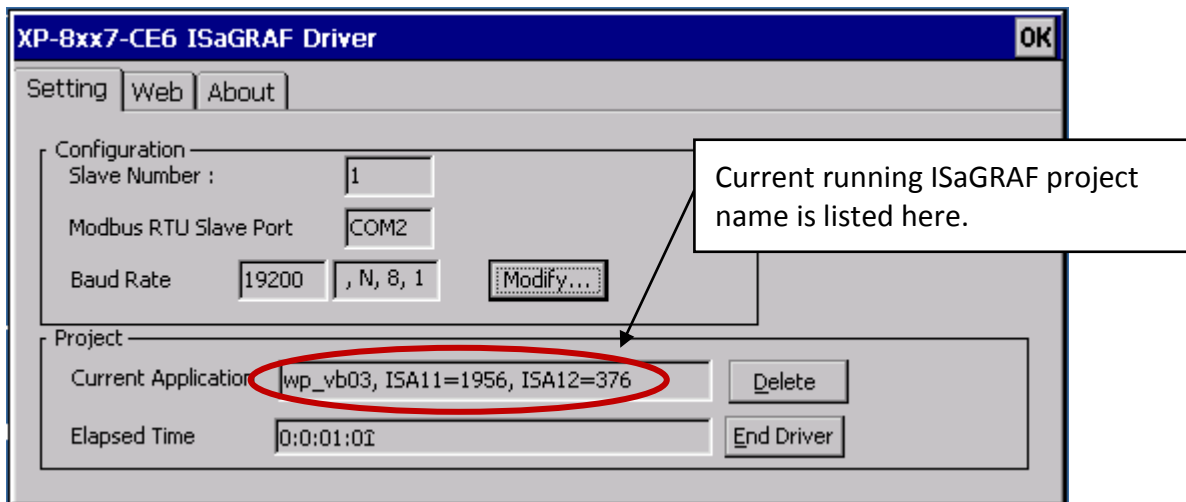 XP-8xx7-CE6 ISaGRAF Driver OK
Setting Web About
Configuration
Slave Number : 1
Modbus RTU Slave Port COM2
Baud Rate 19200 , N, 8, 1 Modify...
Current running ISaGRAF project
name is listed here.
Project
Current Application wp_vb03, ISA11=1956, ISA12=376 Delete
Elapsed Time 0:0:01:01 End Driver